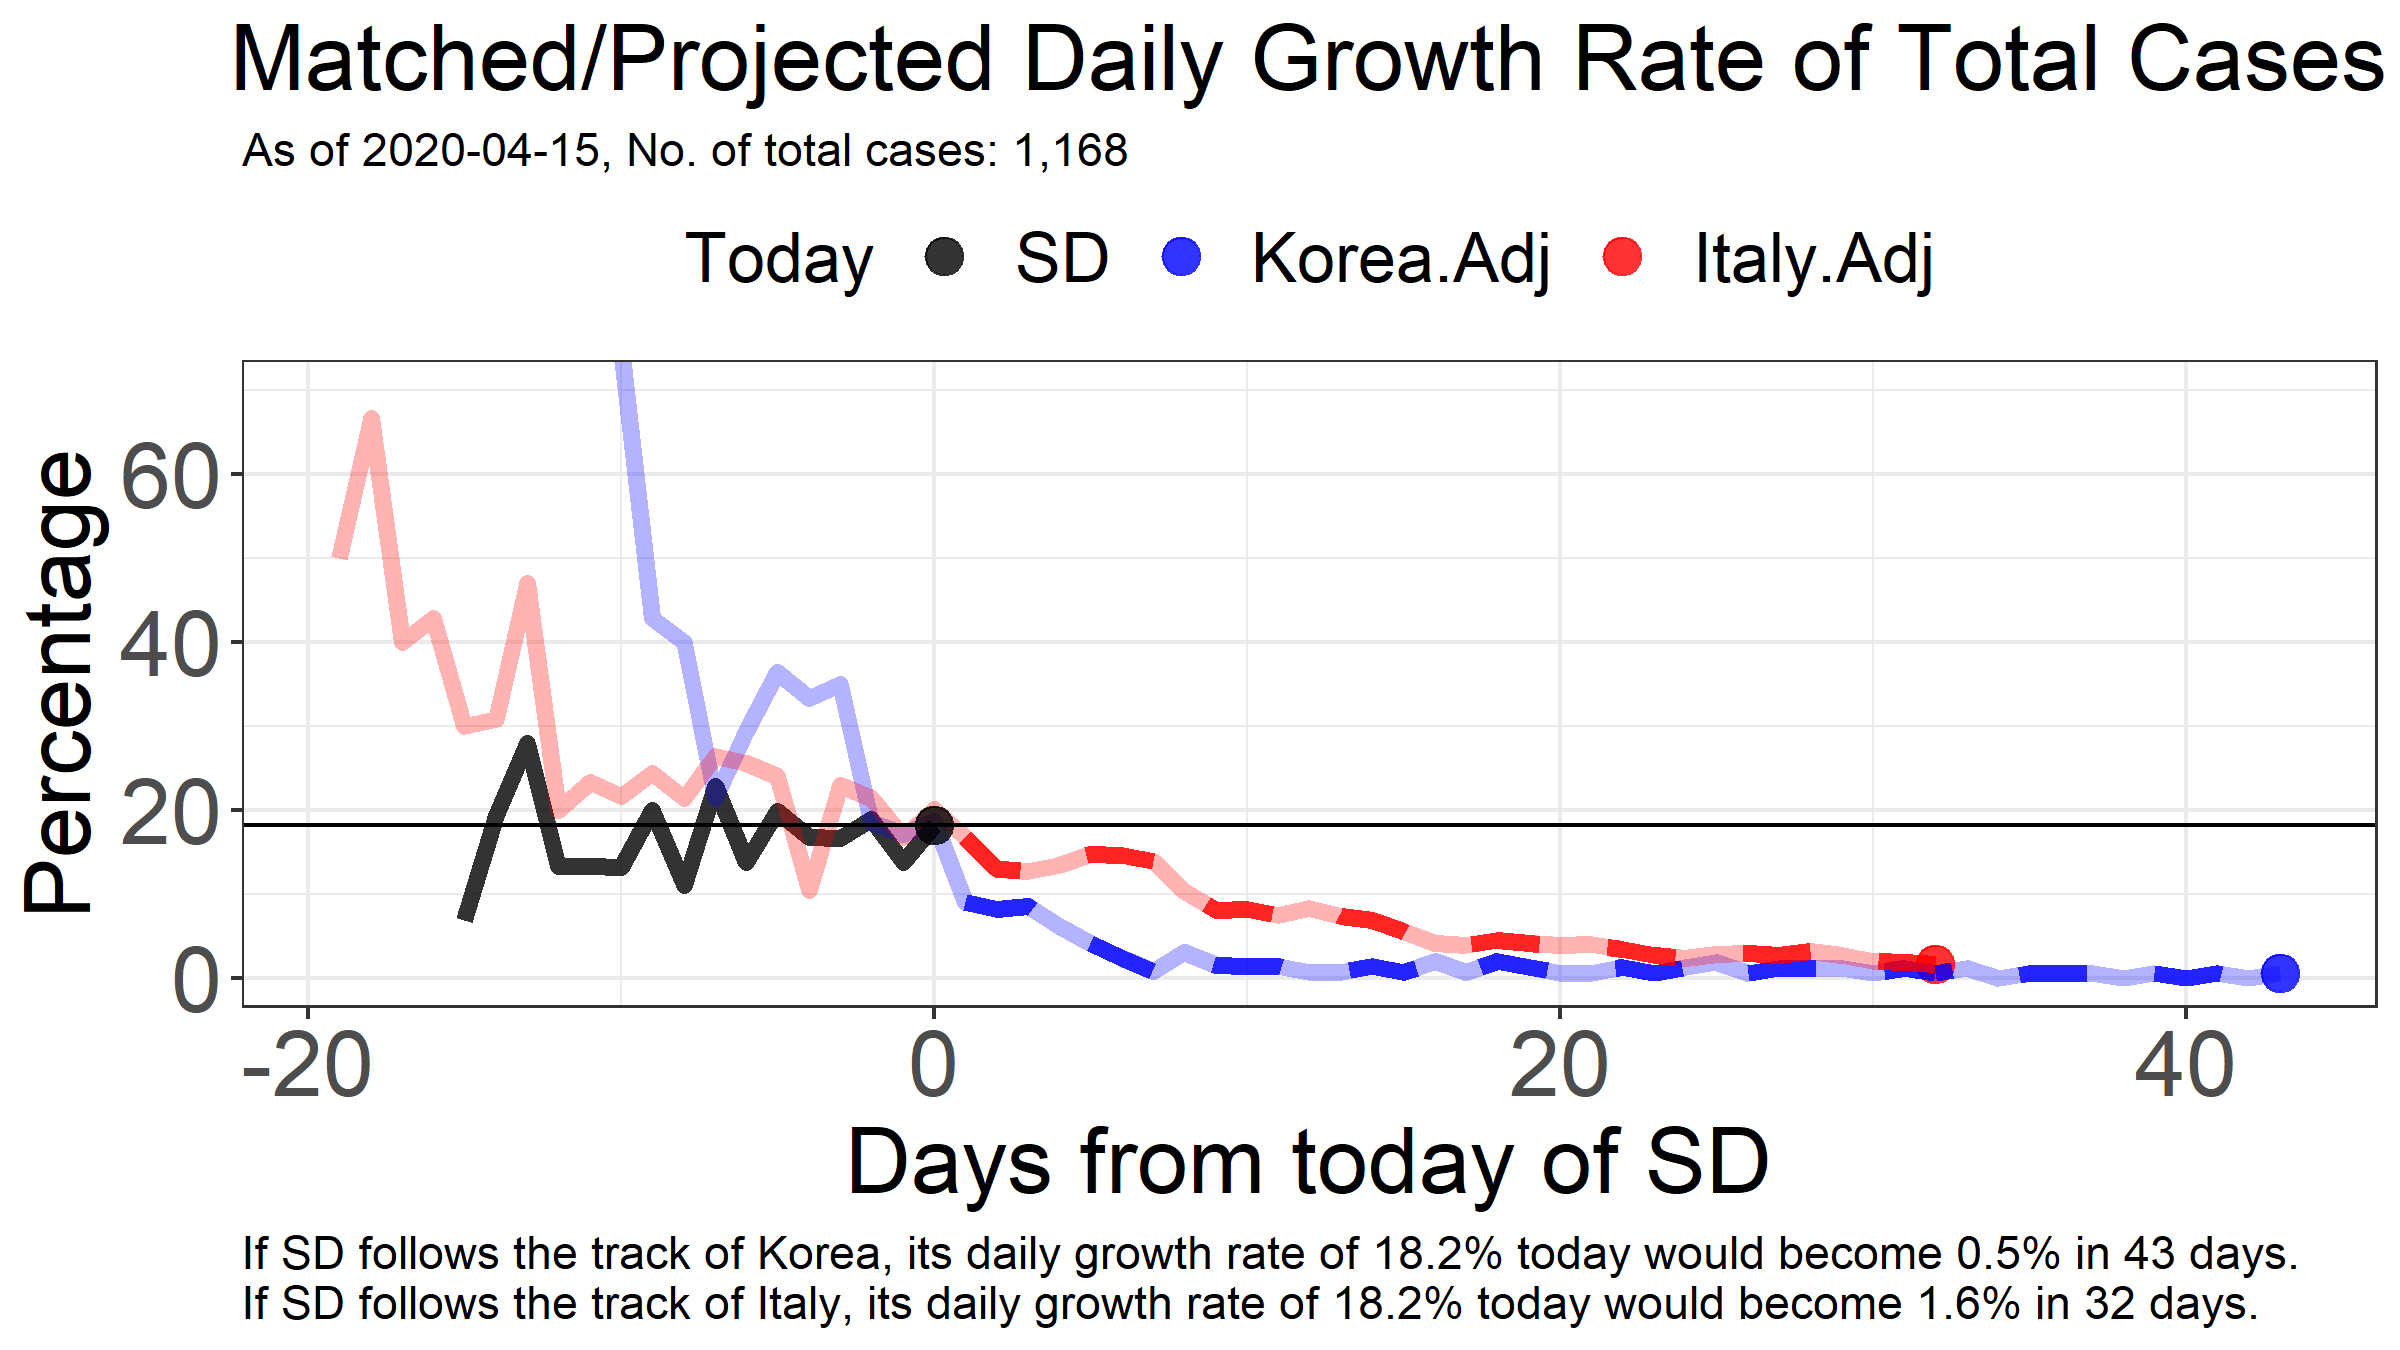 Matched/Projected Daily Growth Rate of Total Cases
As of 2020-04-15, No. of total cases: 1,168
Today SD Korea.Adj Italy.Adj
Percentage
60
40
20
0
-20 0 20 40
Days from today of SD
If SD follows the track of Korea, its daily growth rate of 18.2% today would become 0.5% in 43 days.
If SD follows the track of Italy, its daily growth rate of 18.2% today would become 1.6% in 32 days.